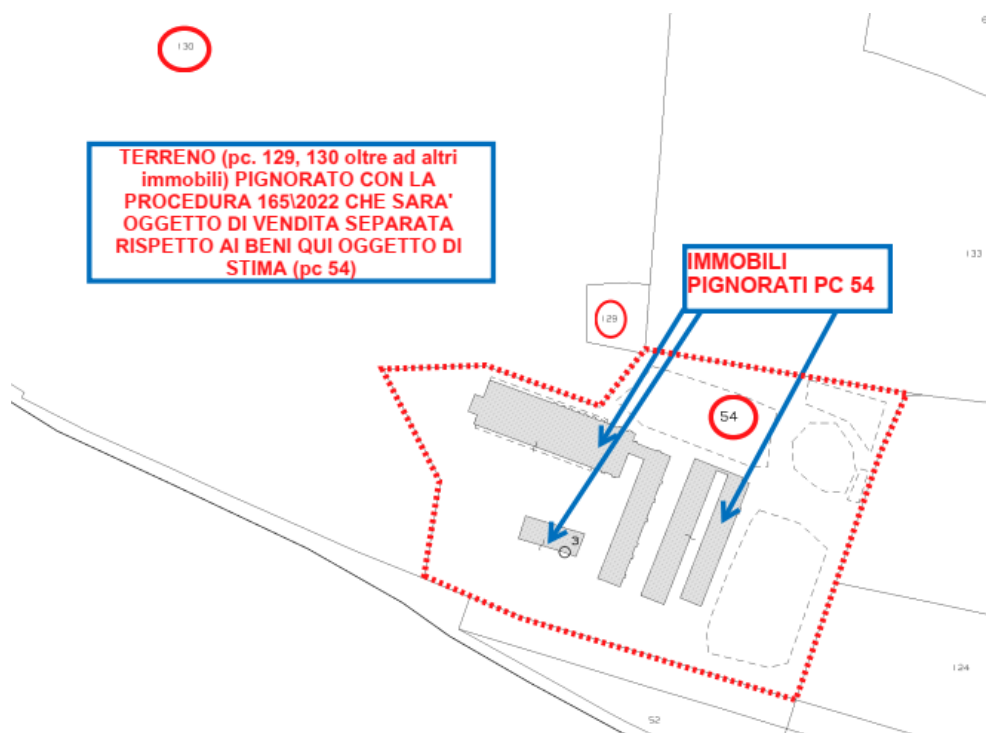 130
TERRENO (pc. 129, 130 oltre ad altri
immobili) PIGNORATO CON LA
PROCEDURA 165\2022 CHE SARA'
OGGETTO DI VENDITA SEPARATA
RISPETTO AI BENI QUI OGGETTO DI
STIMA (pc 54)
IMMOBILI
PIGNORATI PC 54
133
129
54
3
124
52